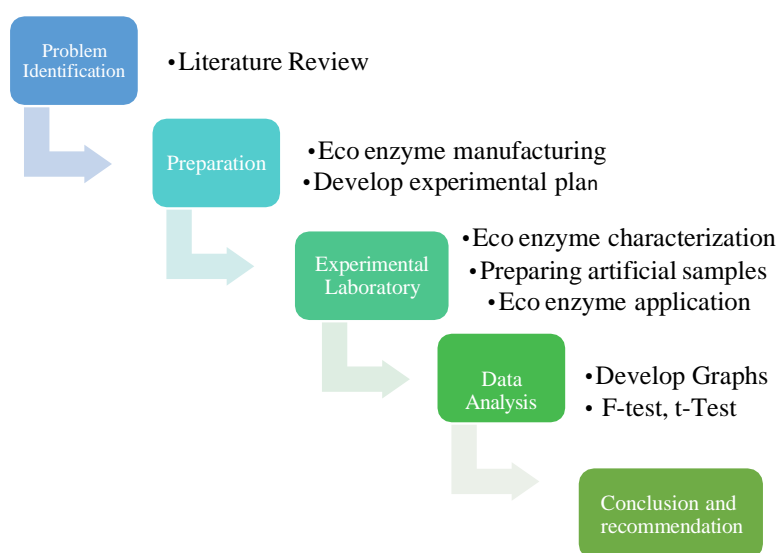 Problem
Identification
•Literature Review
Preparation
•Eco enzyme manufacturing
•Develop experimental plan
Experimental
Laboratory
•Eco enzyme characterization
•Preparing artificial samples
•Eco enzyme application
Data
Analysis
•Develop Graphs
• F-test, t-Test
Conclusion and
recommendation